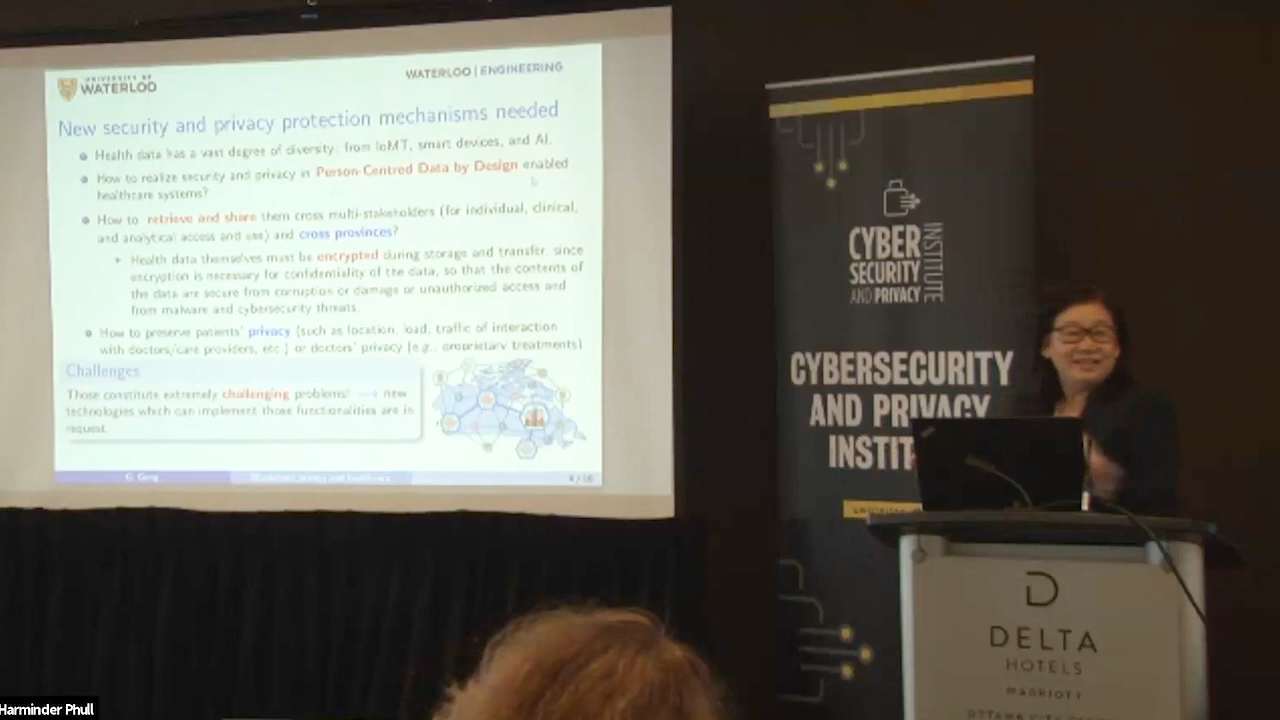 UNIVERSITY OF
WATERLOO
WATERLOO | ENGINEERING
New security and privacy protection mechanisms needed
Health data has a vast degree of diversity: from IoMT, smart devices, and AI.
How to realize security and privacy in Person-Centred Data by Design enabled
healthcare systems?
How to retrieve and share them cross multi-stakeholders (for individual, clinical,
and analytical access and use) and cross provinces?
Health data themselves must be encrypted during storage and transfer, since
encryption is necessary for confidentiality of the data, so that the contents of
the data are secure from corruption or damage or unauthorized access and
from malware and cybersecurity threats.
How to preserve patients' privacy (such as location, load, traffic of interaction
with doctors/care providers, etc.) or doctors' privacy (e.g., proprietary treatments)
Challenges
Those constitute extremely challenging problems! → new
technologies which can implement those functionalities are in
request.
G. Gong
CYBER
SECURITY
AND PRIVACY
INSTITUTE
CYBERSECURITY
AND PRIVACY
INSTIT
D
DELTA
HOTELS
MARRIOTT
OTTAWA CITY
Harminder Phull